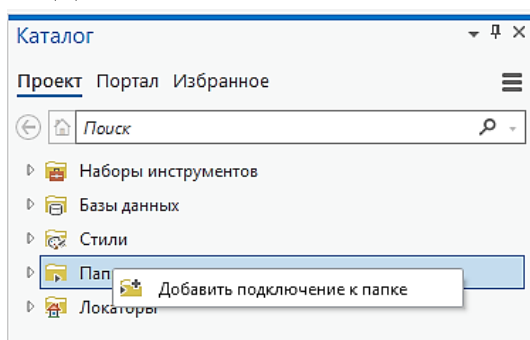 Каталог
Проект Портал Избранное
Поиск
Наборы инструментов
Базы данных
Стили
Пап
Добавить подключение к папке
Локаторы